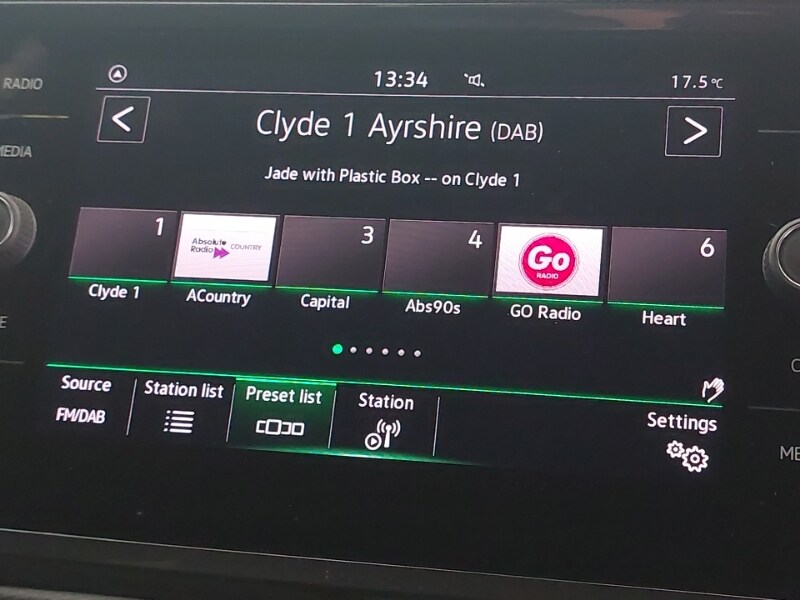 RADIO
13:34
17.5°C
Clyde 1 Ayrshire (DAB)
MEDIA
Jade with Plastic Box -- on Clyde 1
1
Absolute Radio COUNTRY
3
4
Go RADIO
6
Clyde 1
ACountry
Capital
Abs90s
GO Radio
Heart
Source
Station list
Preset list
Station
Settings
FM/DAB